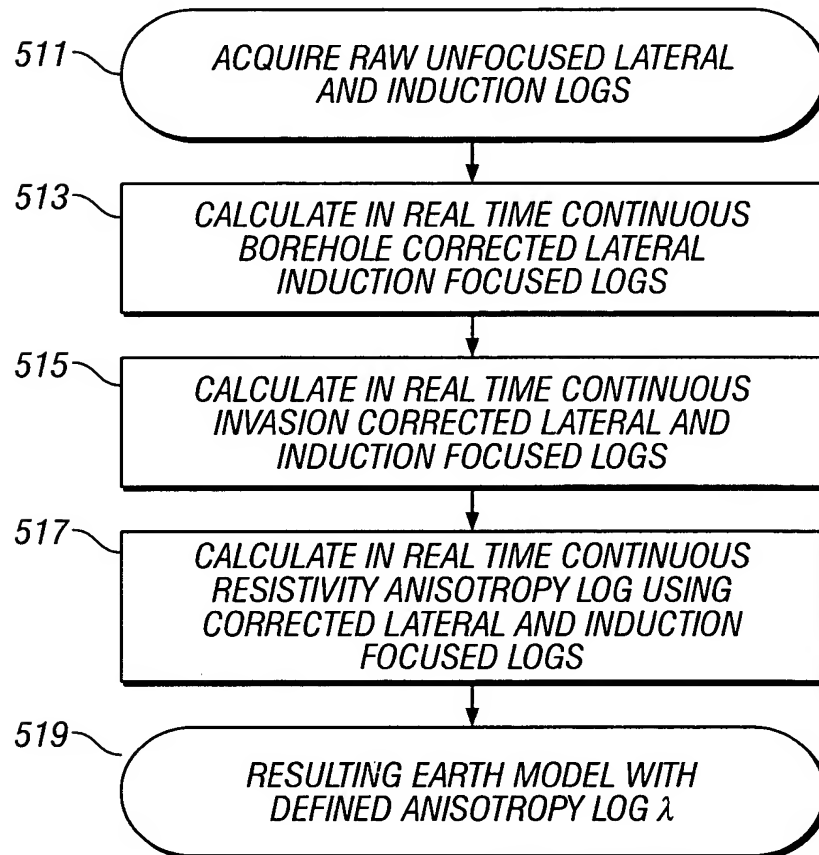 511
ACQUIRE RAW UNFOCUSED LATERAL
AND INDUCTION LOGS
513
CALCULATE IN REAL TIME CONTINUOUS
BOREHOLE CORRECTED LATERAL
INDUCTION FOCUSED LOGS
515
CALCULATE IN REAL TIME CONTINUOUS
INVASION CORRECTED LATERAL AND
INDUCTION FOCUSED LOGS
517
CALCULATE IN REAL TIME CONTINUOUS
RESISTIVITY ANISOTROPY LOG USING
CORRECTED LATERAL AND INDUCTION
FOCUSED LOGS
519
RESULTING EARTH MODEL WITH
DEFINED ANISOTROPY LOG λ